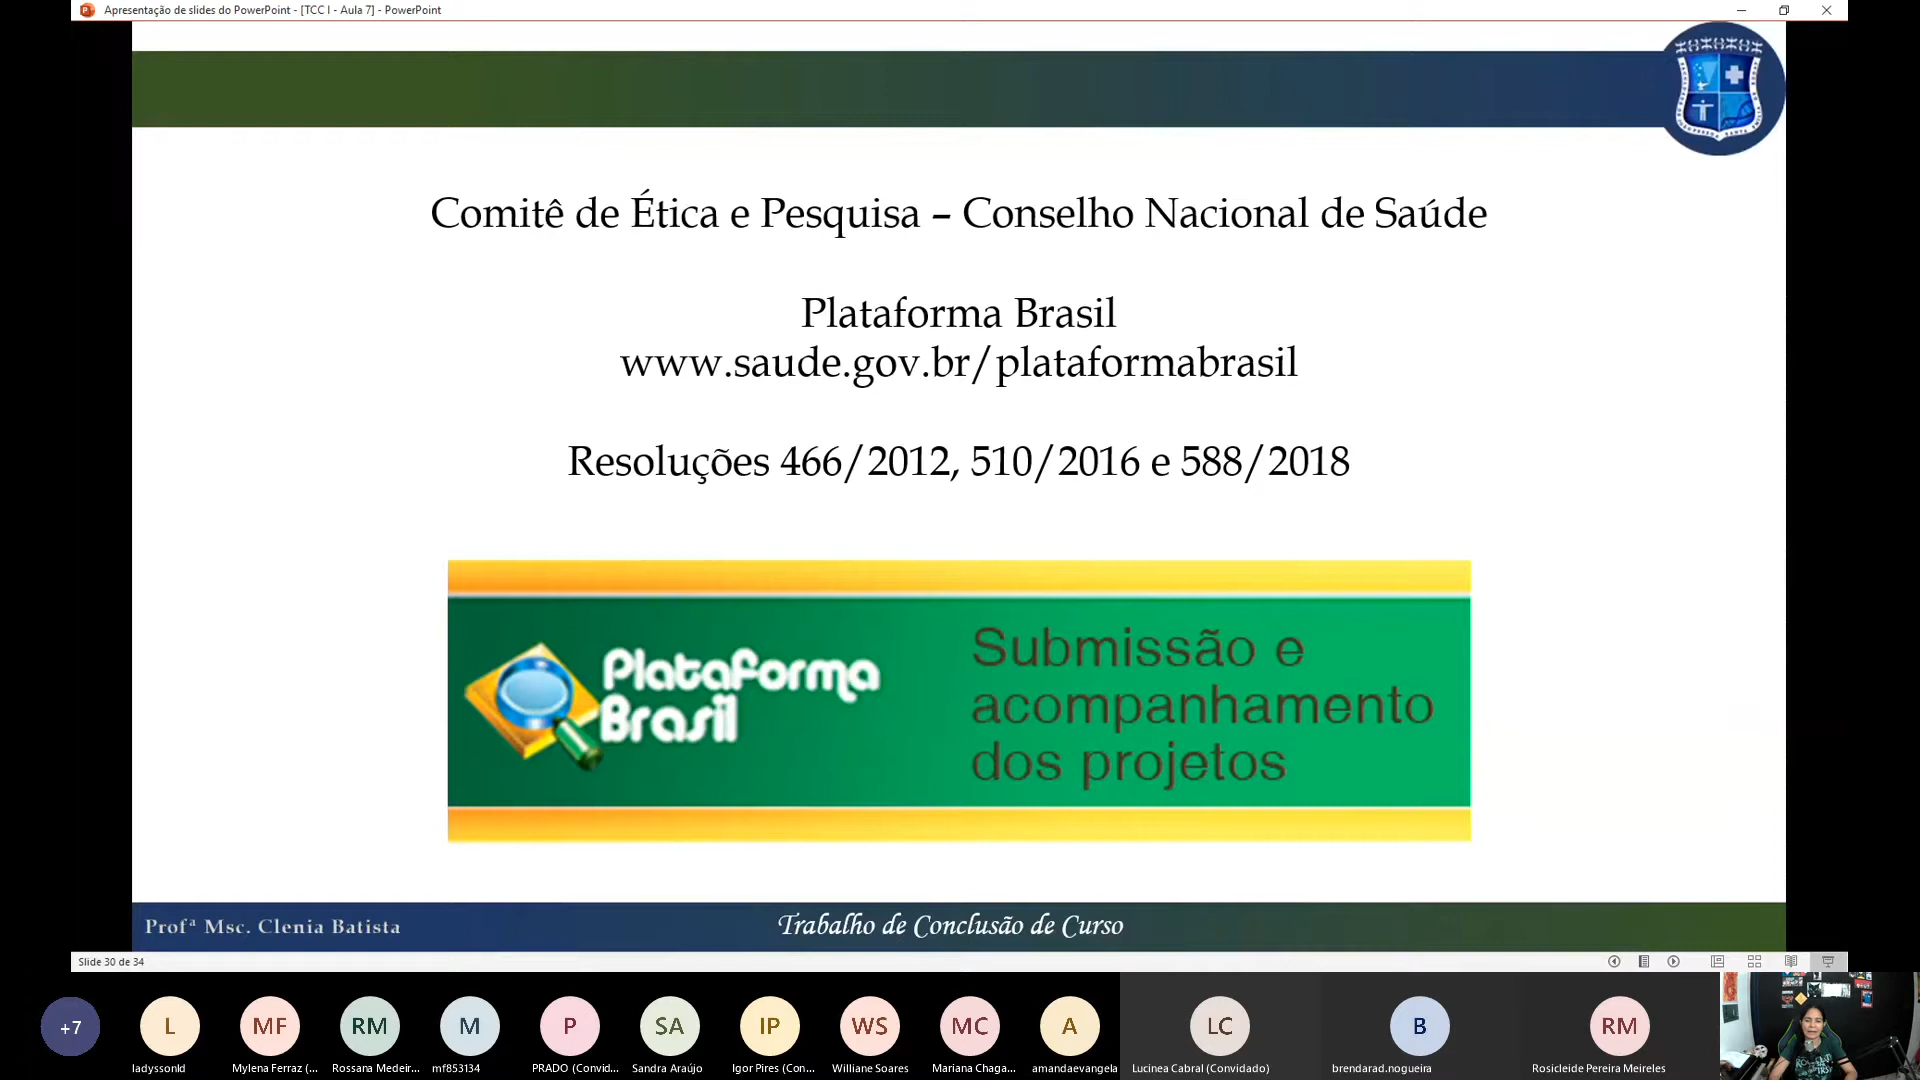 Apresentação de slides do PowerPoint - [TCC I - Aula 7] - PowerPoint
Comitê de Ética e Pesquisa – Conselho Nacional de Saúde
Plataforma Brasil
www.saude.gov.br/plataformabrasil
Resoluções 466/2012, 510/2016 e 588/2018
Plataforma
Brasil
Submissão e
acompanhamento
dos projetos
Profª Msc. Clenia Batista
Trabalho de Conclusão de Curso
Slide 30 de 34
+7
L
MF
RM
M
P
SA
IP
WS
MC
A
LC
B
RM
ladyssonld
Mylena Ferraz (...
Rossana Medeir...
mf853134
PRADO (Convid...
Sandra Araújo
Igor Pires (Con...
Williane Soares
Mariana Chaga...
amandaevangela
Lucinea Cabral (Convidado)
brendarad.nogueira
Rosicleide Pereira Meireles